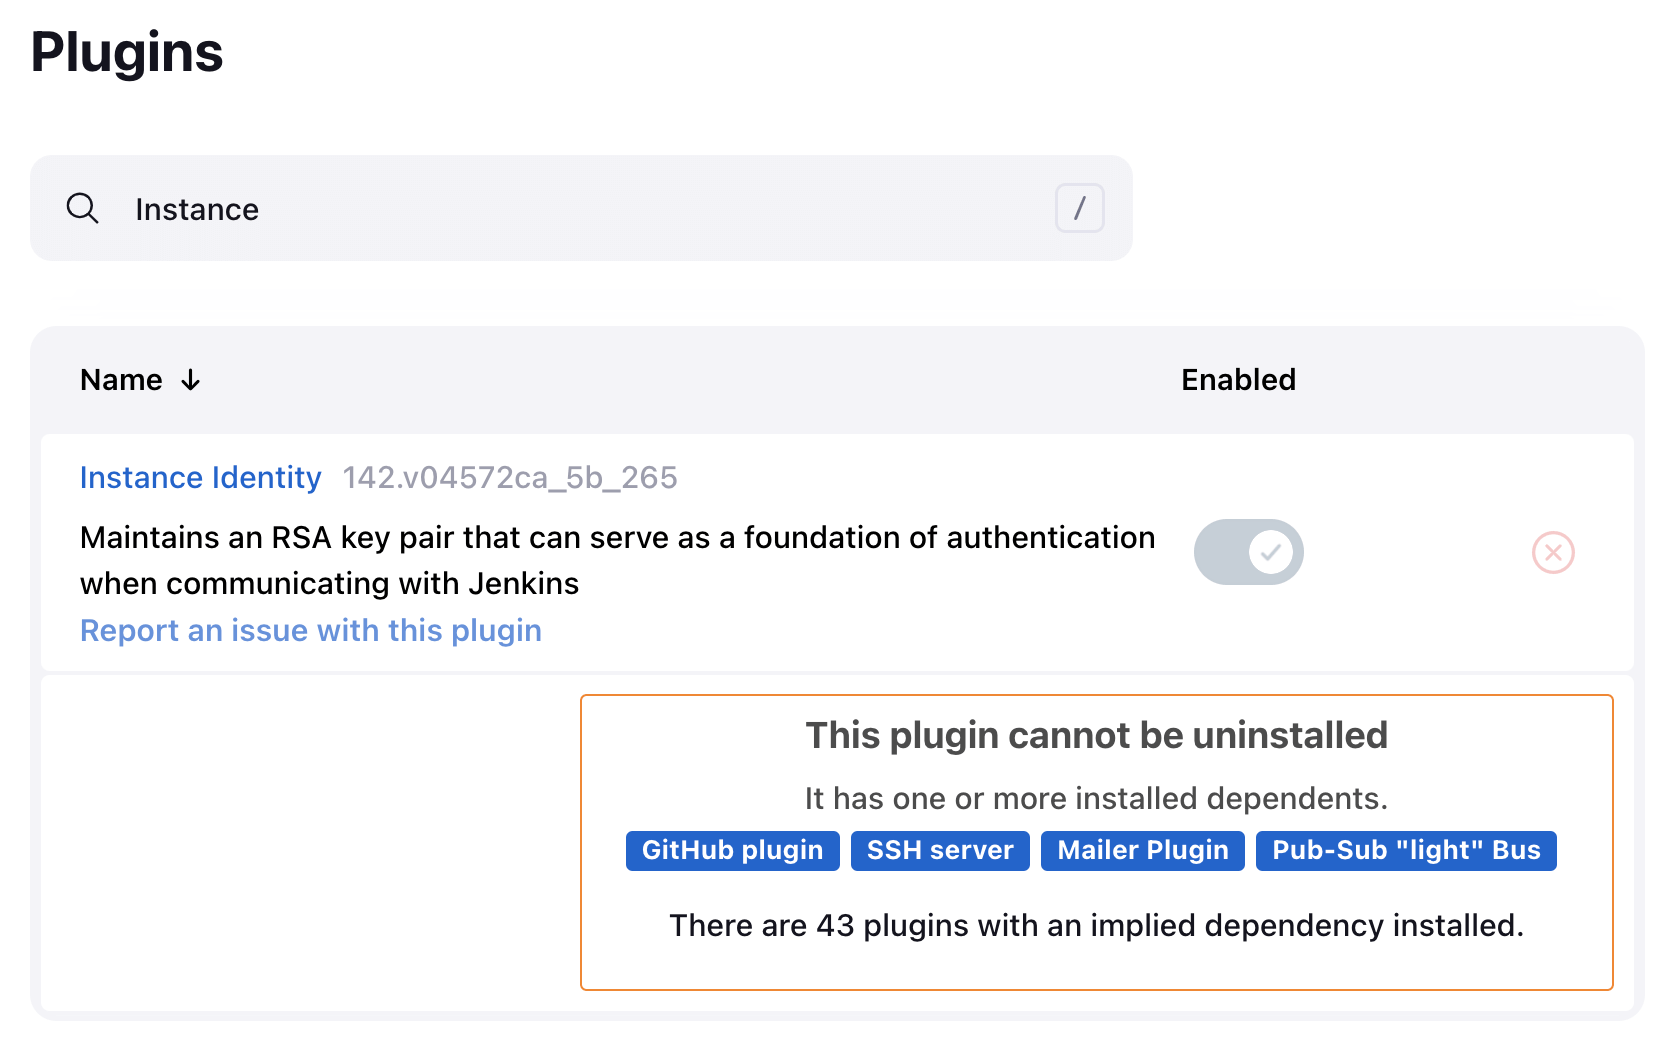 Plugins
Instance /
Name ↓ Enabled
Instance Identity 142.v04572ca_5b_265
Maintains an RSA key pair that can serve as a foundation of authentication
when communicating with Jenkins
Report an issue with this plugin
This plugin cannot be uninstalled
It has one or more installed dependents.
GitHub plugin SSH server Mailer Plugin Pub-Sub "light" Bus
There are 43 plugins with an implied dependency installed.